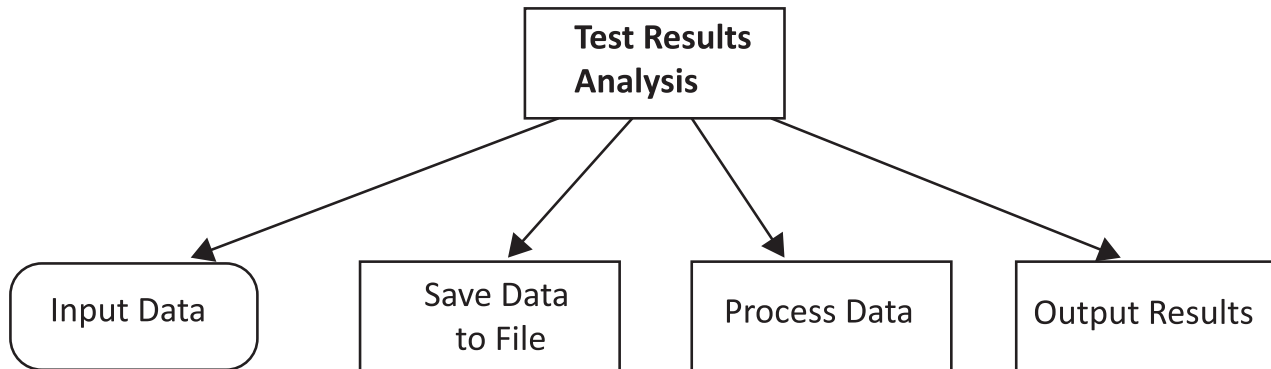 Test Results
Analysis
Input Data
Save Data
to File
Process Data
Output Results